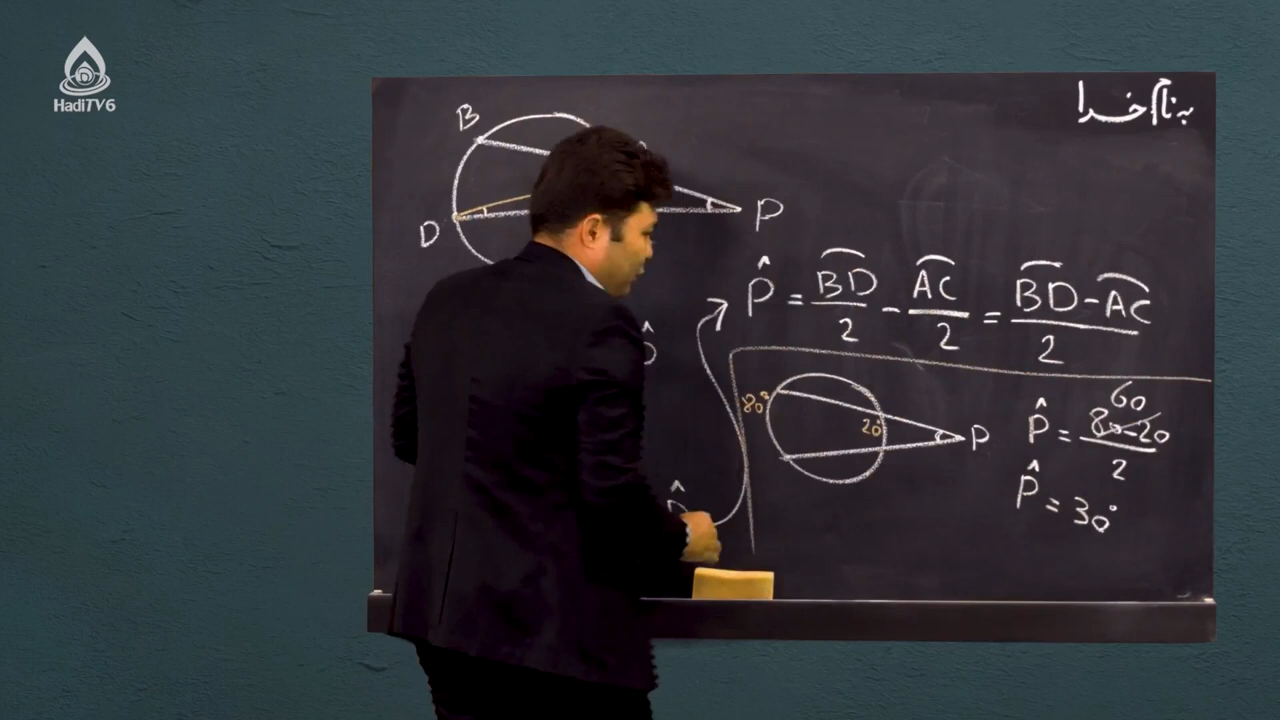 HadiTV6
به نام خدا
B
D
P
P̂ = BD/2 - AC/2 = BD-AC/2
80°
20°
P
60
P̂ = 80-20/2
P̂ = 30°